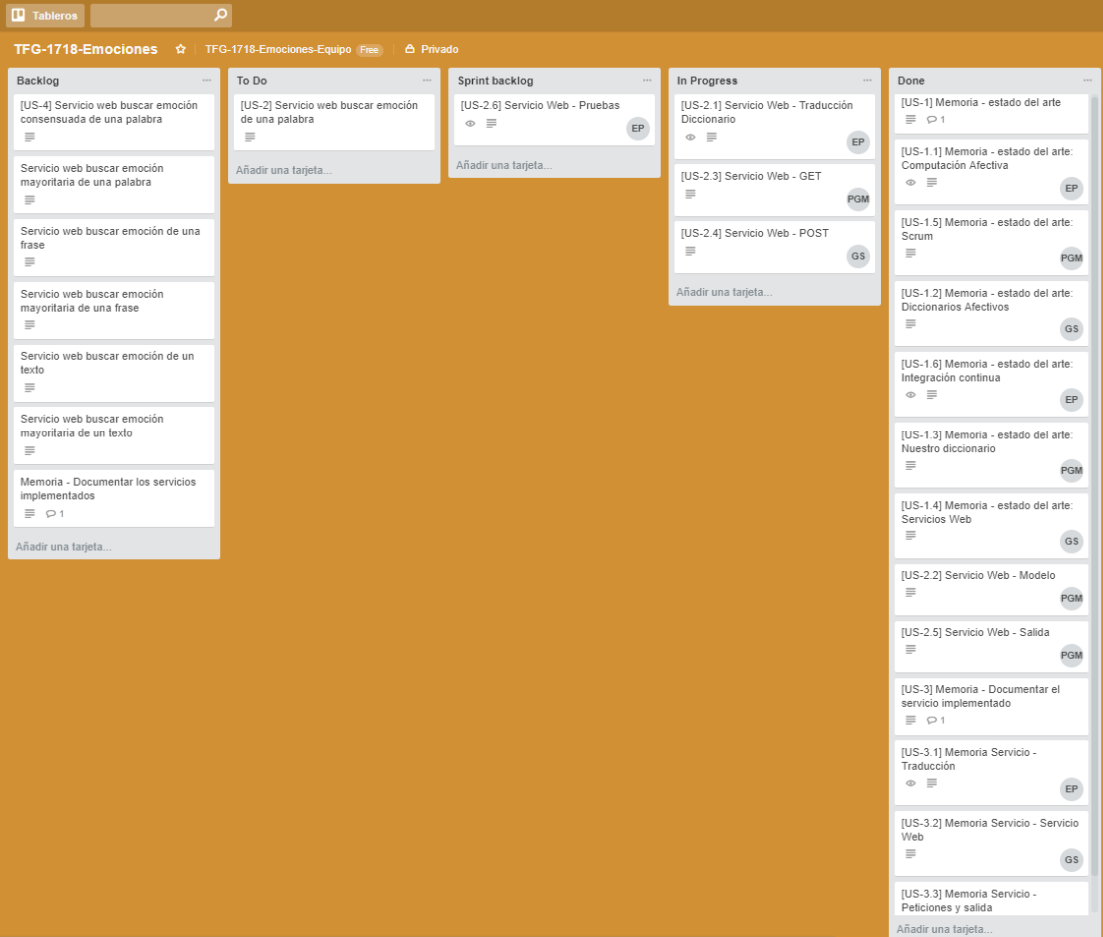 Tableros
TFG-1718-Emociones
TFG-1718-Emociones-Equipo Free
Privado
Backlog
[US-4] Servicio web buscar emoción
consensuada de una palabra
Servicio web buscar emoción
mayoritaria de una palabra
Servicio web buscar emoción de una
frase
Servicio web buscar emoción
mayoritaria de una frase
Servicio web buscar emoción de un
texto
Servicio web buscar emoción
mayoritaria de un texto
Memoria - Documentar los servicios
implementados
1
Añadir una tarjeta...
To Do
[US-2] Servicio web buscar emoción
de una palabra
Añadir una tarjeta...
Sprint backlog
[US-2.6] Servicio Web - Pruebas
EP
Añadir una tarjeta...
In Progress
[US-2.1] Servicio Web - Traducción
Diccionario
EP
[US-2.3] Servicio Web - GET
PGM
[US-2.4] Servicio Web - POST
GS
Añadir una tarjeta...
Done
[US-1] Memoria - estado del arte
1
[US-1.1] Memoria - estado del arte:
Computación Afectiva
EP
[US-1.5] Memoria - estado del arte:
Scrum
PGM
[US-1.2] Memoria - estado del arte:
Diccionarios Afectivos
GS
[US-1.6] Memoria - estado del arte:
Integración continua
EP
[US-1.3] Memoria - estado del arte:
Nuestro diccionario
PGM
[US-1.4] Memoria - estado del arte:
Servicios Web
GS
[US-2.2] Servicio Web - Modelo
PGM
[US-2.5] Servicio Web - Salida
PGM
[US-3] Memoria - Documentar el
servicio implementado
1
[US-3.1] Memoria Servicio -
Traducción
EP
[US-3.2] Memoria Servicio - Servicio
Web
GS
[US-3.3] Memoria Servicio -
Peticiones y salida
Añadir una tarjeta...